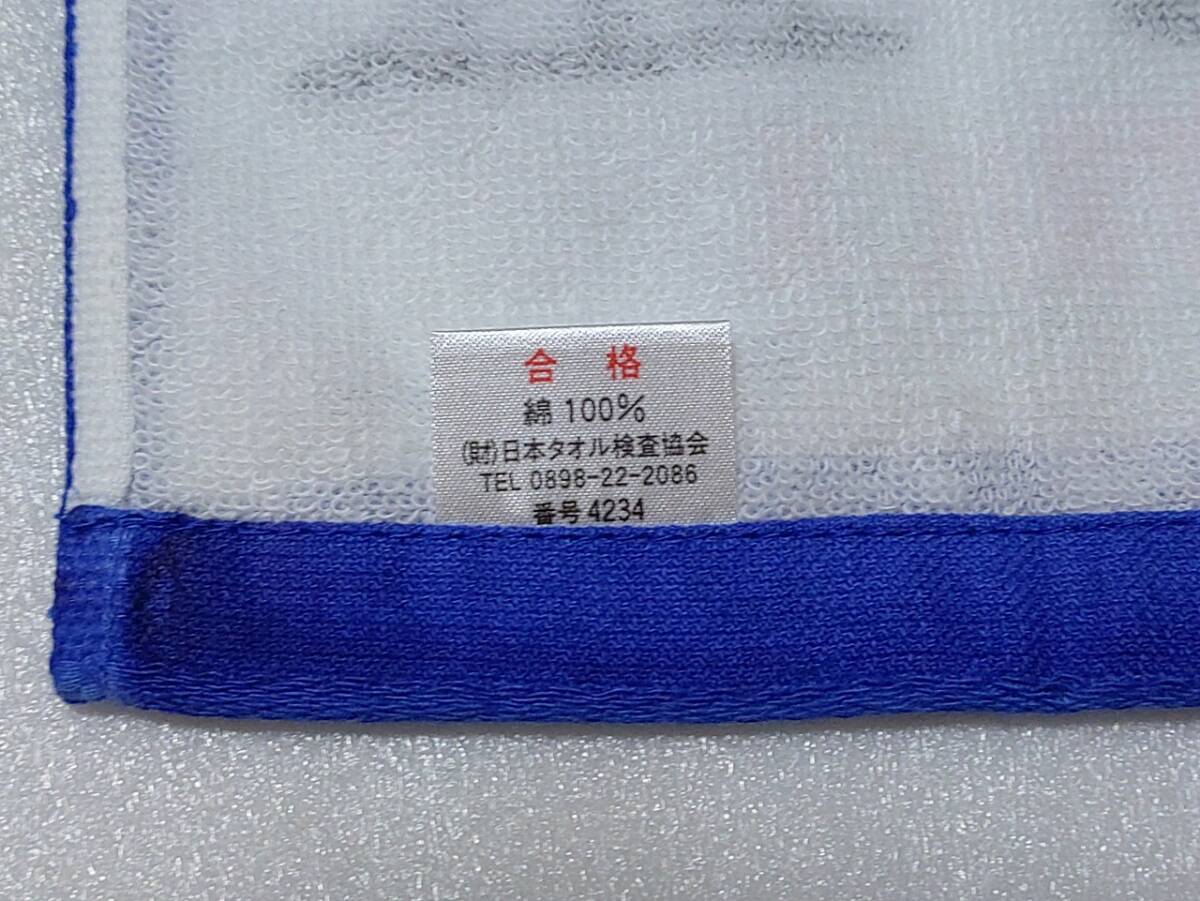 合 格
綿 100%
(財)日本タオル検査協会
TEL 0898-22-2086
番号 4234